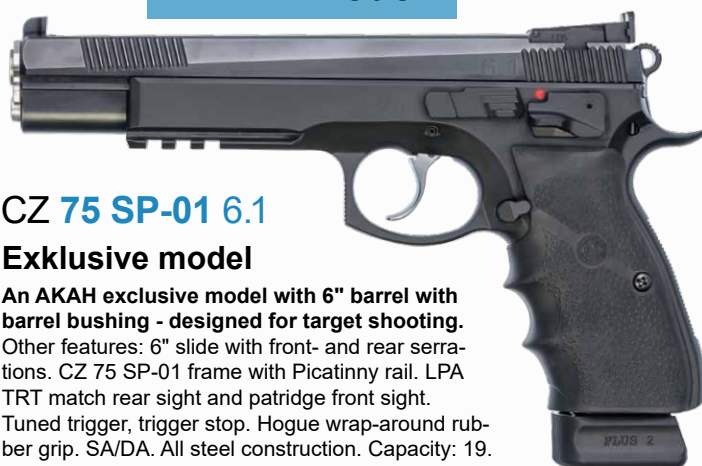 6.1
PLUS 2
CZ 75 SP-01 6.1
Exklusive model
An AKAH exclusive model with 6" barrel with
barrel bushing - designed for target shooting.
Other features: 6" slide with front- and rear serra-
tions. CZ 75 SP-01 frame with Picatinny rail. LPA
TRT match rear sight and patridge front sight.
Tuned trigger, trigger stop. Hogue wrap-around rub-
ber grip. SA/DA. All steel construction. Capacity: 19.